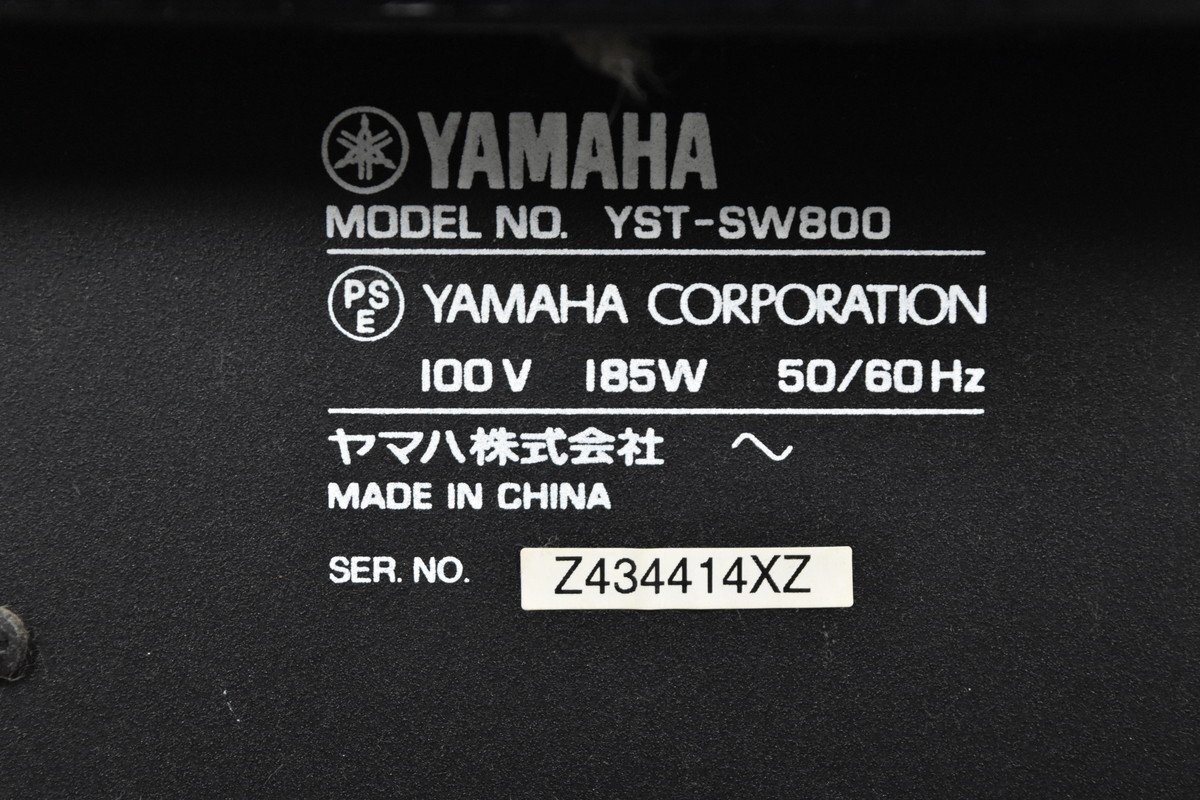 YAMAHA
MODEL NO. YST-SW800
PSE YAMAHA CORPORATION
100V 185W 50/60Hz
ヤマハ株式会社 ～
MADE IN CHINA
SER. NO. Z434414XZ